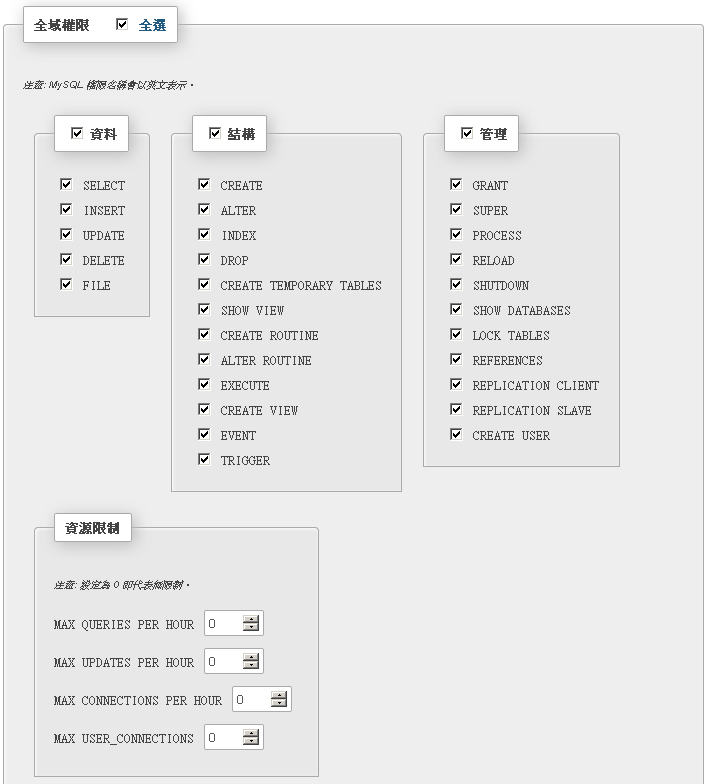 全域權限 全選
注意: MySQL 權限名稱會以英文表示。
資料
SELECT
INSERT
UPDATE
DELETE
FILE
結構
CREATE
ALTER
INDEX
DROP
CREATE TEMPORARY TABLES
SHOW VIEW
CREATE ROUTINE
ALTER ROUTINE
EXECUTE
CREATE VIEW
EVENT
TRIGGER
管理
GRANT
SUPER
PROCESS
RELOAD
SHUTDOWN
SHOW DATABASES
LOCK TABLES
REFERENCES
REPLICATION CLIENT
REPLICATION SLAVE
CREATE USER
資源限制
注意: 設定為 0 即代表無限制。
MAX QUERIES PER HOUR 0
MAX UPDATES PER HOUR 0
MAX CONNECTIONS PER HOUR 0
MAX USER_CONNECTIONS 0